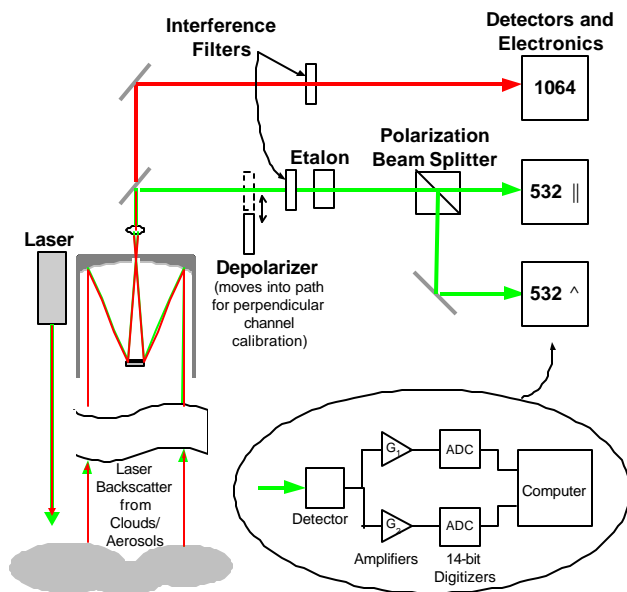 Interference
Filters
Detectors and
Electronics
1064
Polarization
Beam Splitter
Etalon
532 ||
Laser
Depolarizer
(moves into path
for perpendicular
channel
calibration)
532 ^
Laser
Backscatter
from
Clouds/
Aerosols
G1
ADC
Computer
Detector
G2
ADC
Amplifiers
14-bit
Digitizers